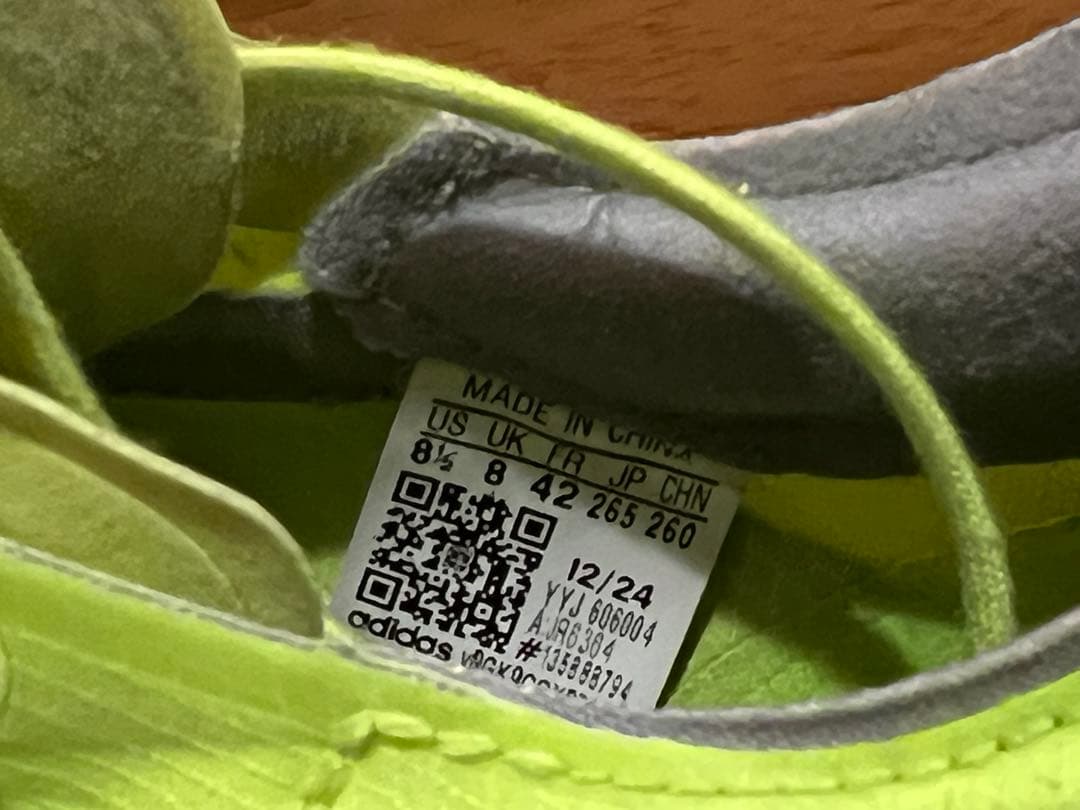 MADE IN CHINA
US UK FR JP CHN
8½ 8 42 265 260
12/24
YYJ 606004
#135888794
adidas